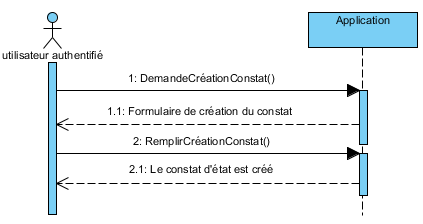 Application
utilisateur authentifié
1: DemandeCréationConstat()
1.1: Formulaire de création du constat
2: RemplirCréationConstat()
2.1: Le constat d'état est créé